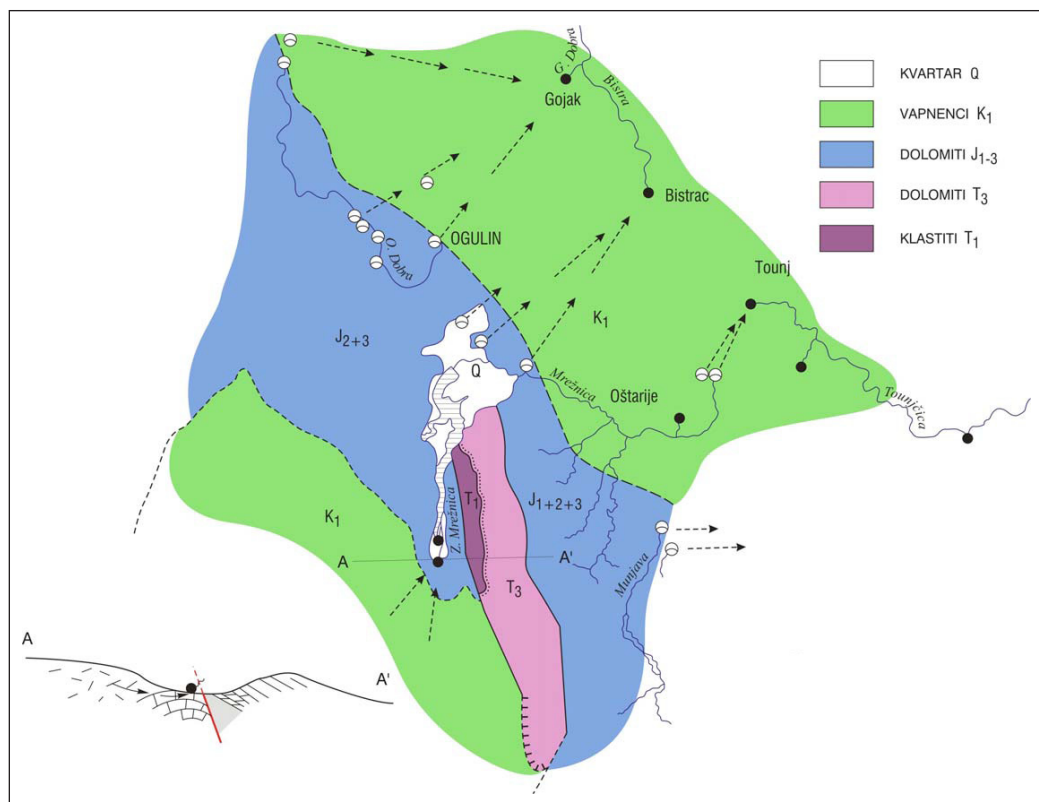 G. Dobra
Bistra
Gojak
Bistrac
KVARTAR Q
VAPNENCI K₁
DOLOMITI J₁₋₃
DOLOMITI T₃
KLASTITI T₁
OGULIN
O. Dobra
Tounj
K₁
J₂₊₃
Q
Mrežnica
Oštarije
Tounjčica
T₁
J₁₊₂₊₃
K₁
Z. Mrežnica
A
A'
T₃
Munjava
A
A'